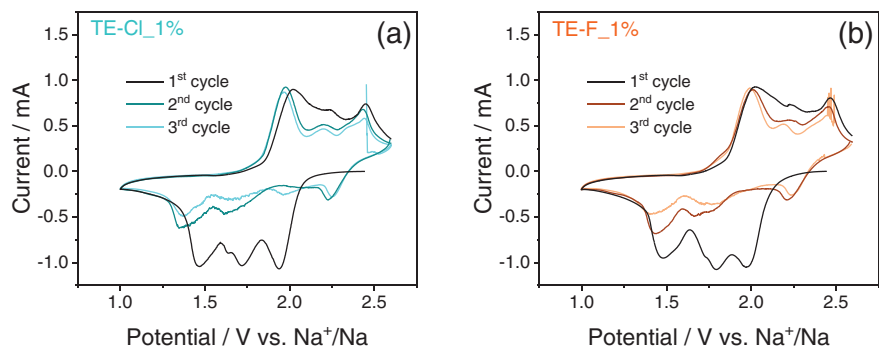 TE-Cl_1%
(a)
1st cycle
2nd cycle
3rd cycle
1.5
1.0
0.5
0.0
-0.5
-1.0
Current / mA
1.0 1.5 2.0 2.5
Potential / V vs. Na+/Na
TE-F_1%
(b)
1st cycle
2nd cycle
3rd cycle
1.5
1.0
0.5
0.0
-0.5
-1.0
Current / mA
1.0 1.5 2.0 2.5
Potential / V vs. Na+/Na